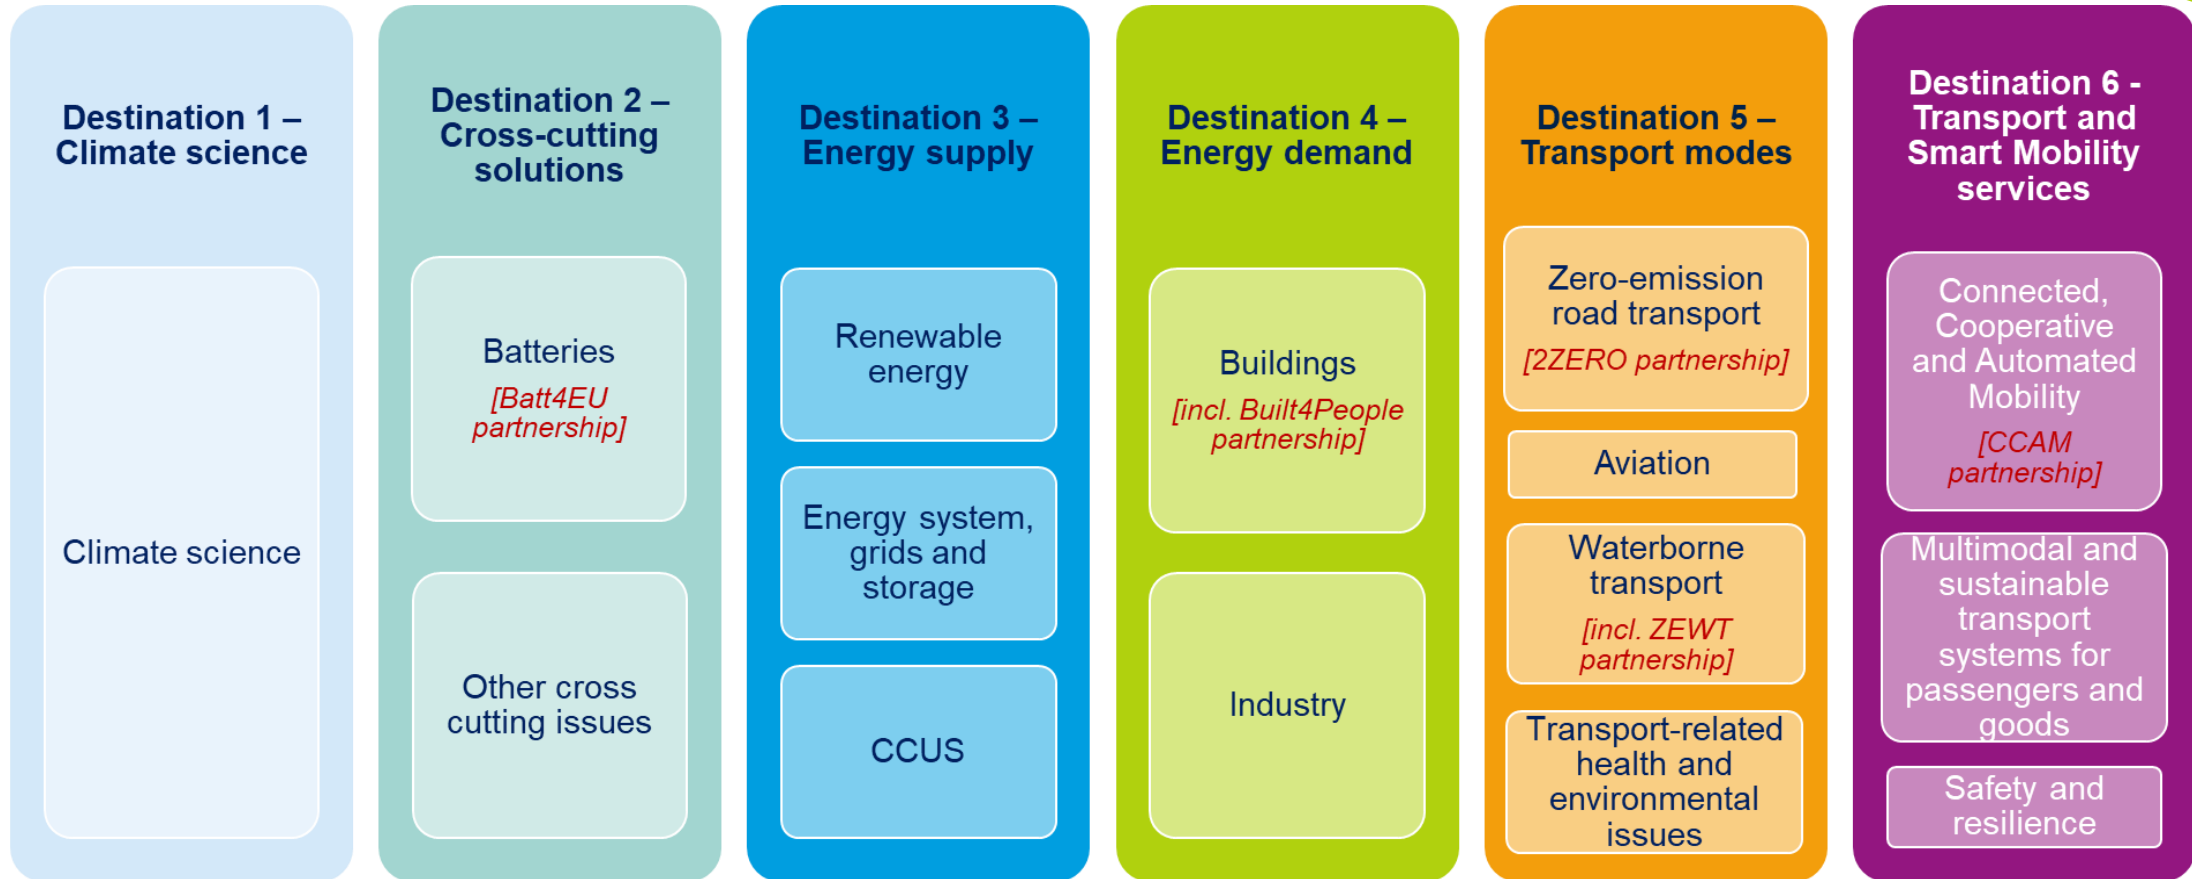 Destination 1 –
Climate science
Climate science
Destination 2 –
Cross-cutting
solutions
Batteries
[Batt4EU
partnership]
Other cross
cutting issues
Destination 3 –
Energy supply
Renewable
energy
Energy system,
grids and
storage
CCUS
Destination 4 –
Energy demand
Buildings
[incl. Built4People
partnership]
Industry
Destination 5 –
Transport modes
Zero-emission
road transport
[2ZERO partnership]
Aviation
Waterborne
transport
[incl. ZEWT
partnership]
Transport-related
health and
environmental
issues
Destination 6 -
Transport and
Smart Mobility
services
Connected,
Cooperative
and Automated
Mobility
[CCAM
partnership]
Multimodal and
sustainable
transport
systems for
passengers and
goods
Safety and
resilience